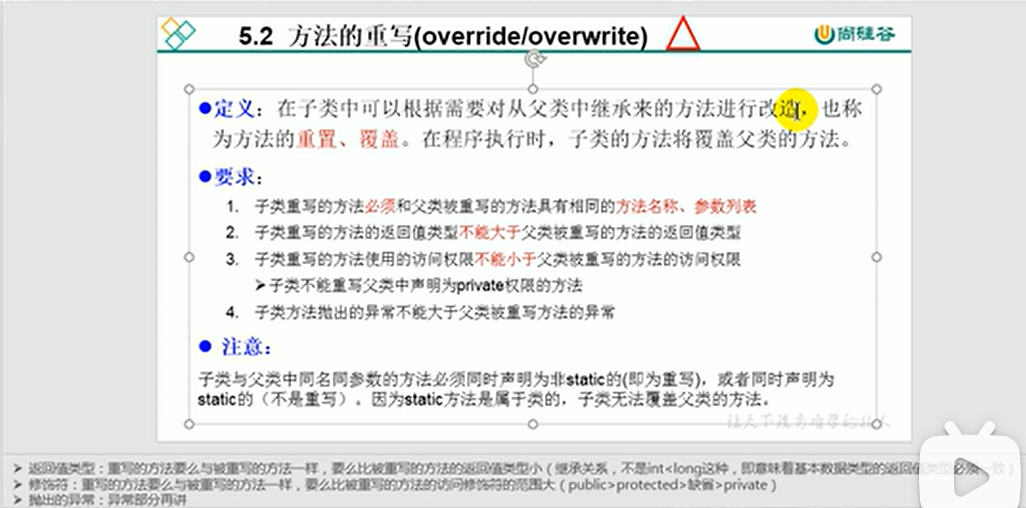 5.2 方法的重写(override/overwrite)
尚硅谷
●定义：在子类中可以根据需要对从父类中继承来的方法进行改造，也称
为方法的重置、覆盖。在程序执行时，子类的方法将覆盖父类的方法。
●要求：
1. 子类重写的方法必须和父类被重写的方法具有相同的方法名称、参数列表
2. 子类重写的方法的返回值类型不能大于父类被重写的方法的返回值类型
3. 子类重写的方法使用的访问权限不能小于父类被重写的方法的访问权限
➢子类不能重写父类中声明为private权限的方法
4. 子类方法抛出的异常不能大于父类被重写方法的异常
● 注意：
子类与父类中同名同参数的方法必须同时声明为非static的(即为重写)，或者同时声明为
static的（不是重写）。因为static方法是属于类的，子类无法覆盖父类的方法。
让天下没有难学的技术
➢ 返回值类型：重写的方法要么与被重写的方法一样，要么比被重写的方法的返回值类型小（继承关系，不是int<long这种，即意味着基本数据类型的返回值类型必须一致）
➢ 修饰符：重写的方法要么与被重写的方法一样，要么比被重写的方法的访问修饰符的范围大（public>protected>缺省>private）
➢ 抛出的异常：异常部分再讲